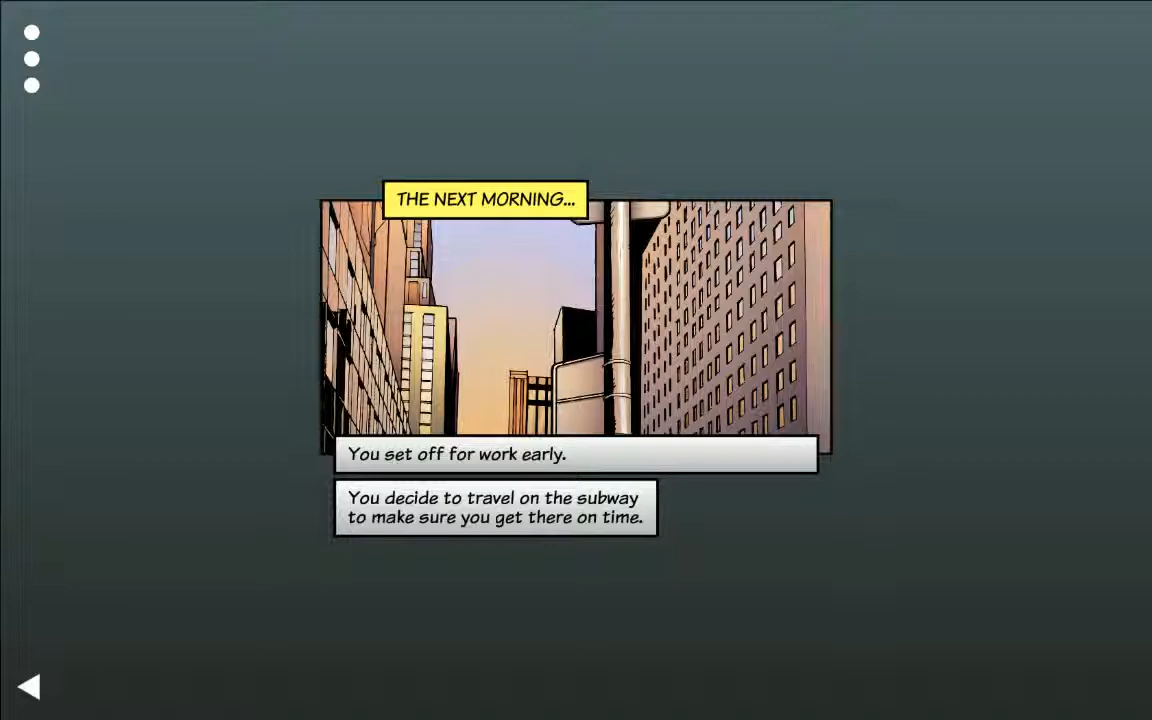 THE NEXT MORNING...
You set off for work early.
You decide to travel on the subway
to make sure you get there on time.